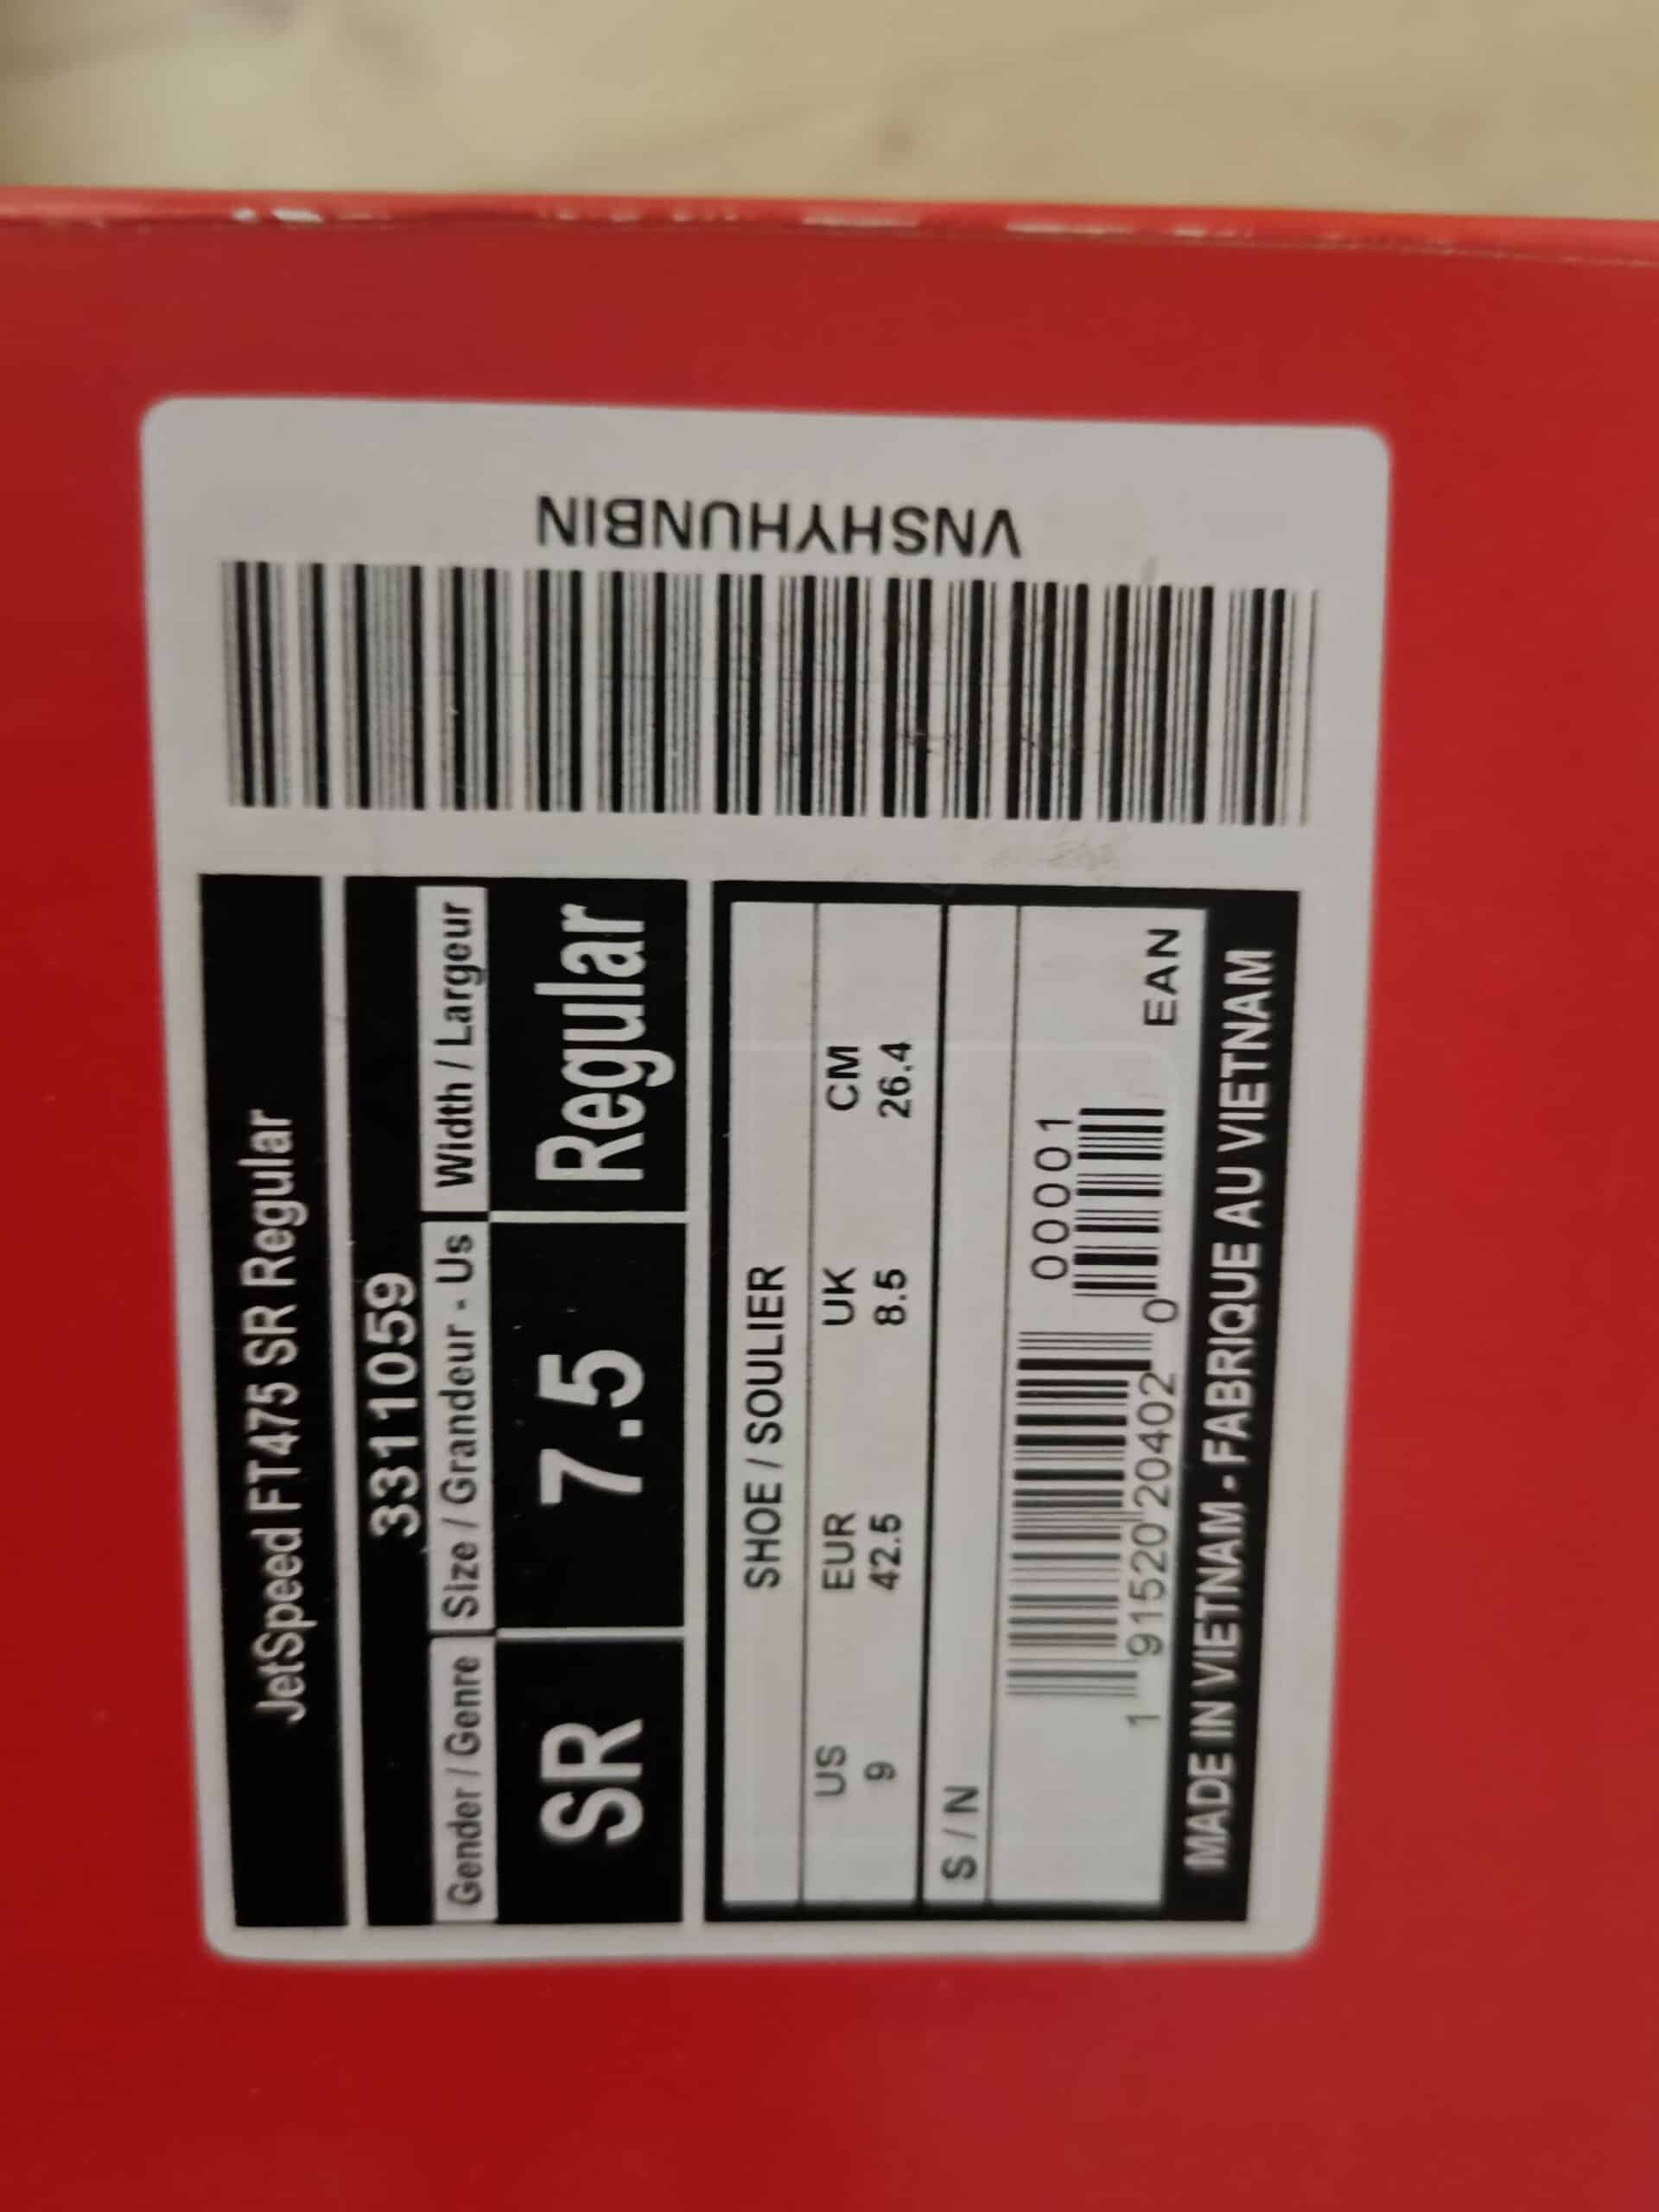 JetSpeed FT475 SR Regular
3311059
Gender / Genre
Size / Grandeur - Us
Width / Largeur
SR
7.5
Regular
SHOE / SOULIER
US EUR UK CM
9 42.5 8.5 26.4
S / N
00001
1 91520 20402 0
EAN
MADE IN VIETNAM - FABRIQUE AU VIETNAM
VNSHYHUNBIN